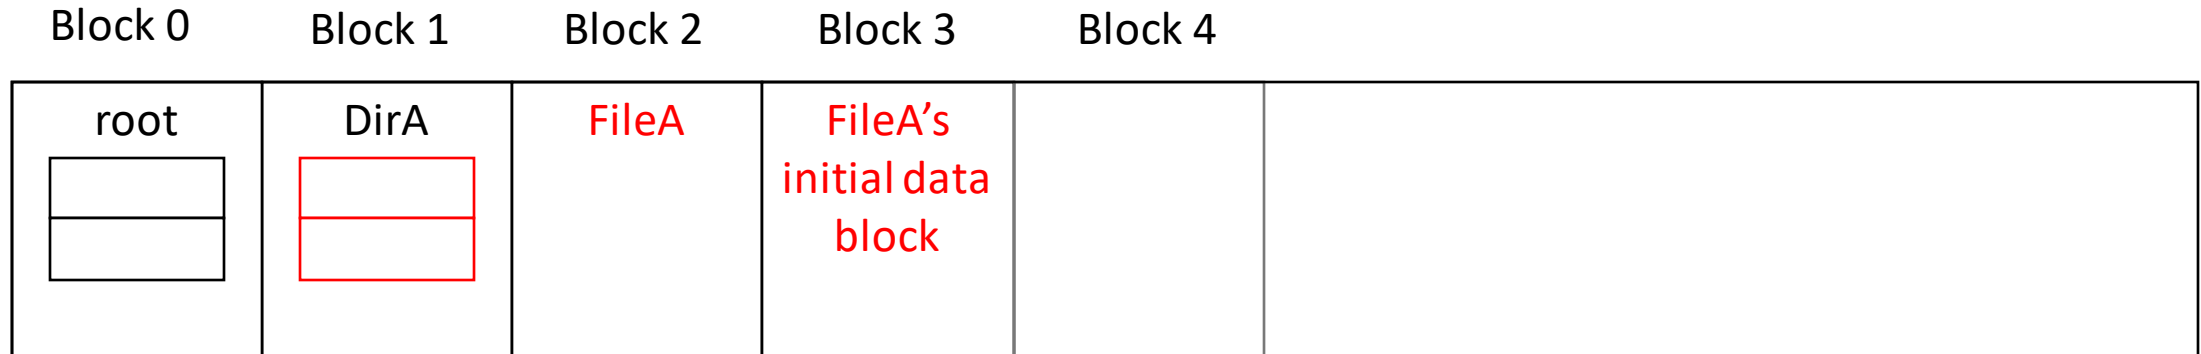 Block 0
Block 1
Block 2
Block 3
Block 4
root
DirA
FileA
FileA’s
initial data
block